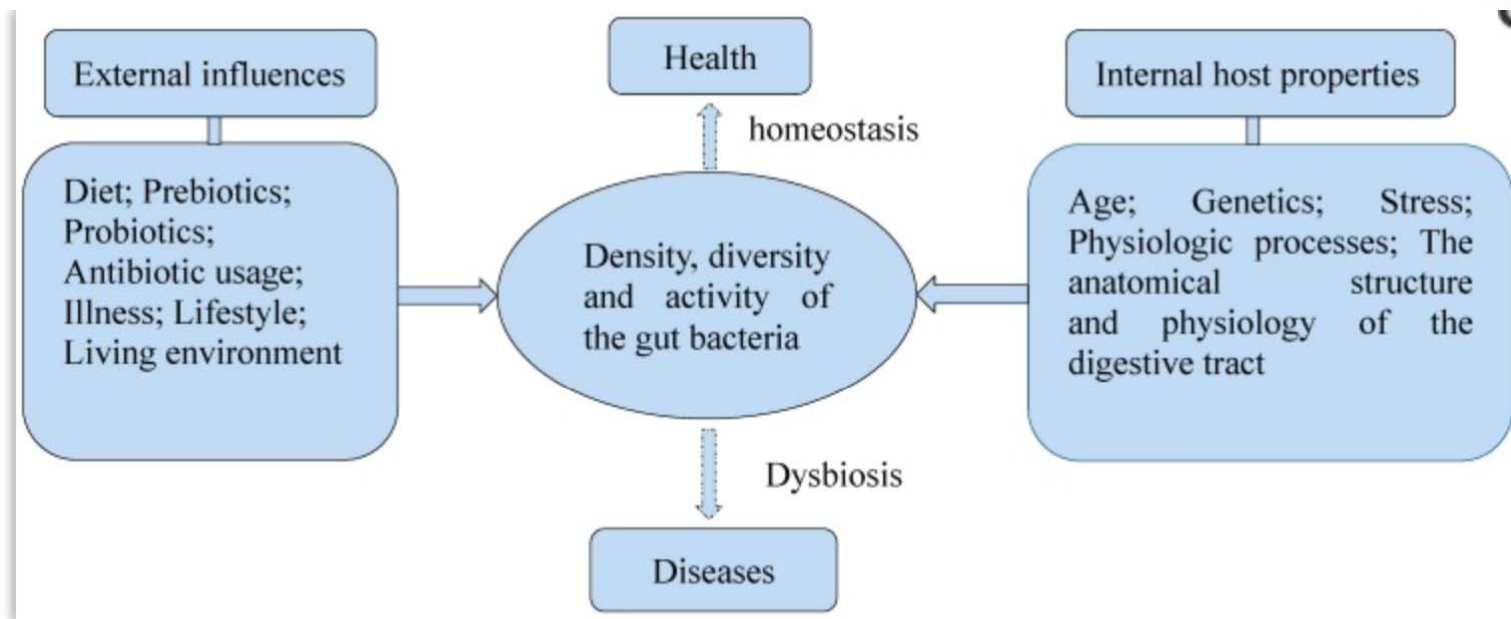 External influences
Diet; Prebiotics;
Probiotics;
Antibiotic usage;
Illness; Lifestyle;
Living environment
Health
homeostasis
Density, diversity
and activity of
the gut bacteria
Dysbiosis
Diseases
Internal host properties
Age; Genetics; Stress;
Physiologic processes; The
anatomical structure
and physiology of the
digestive tract